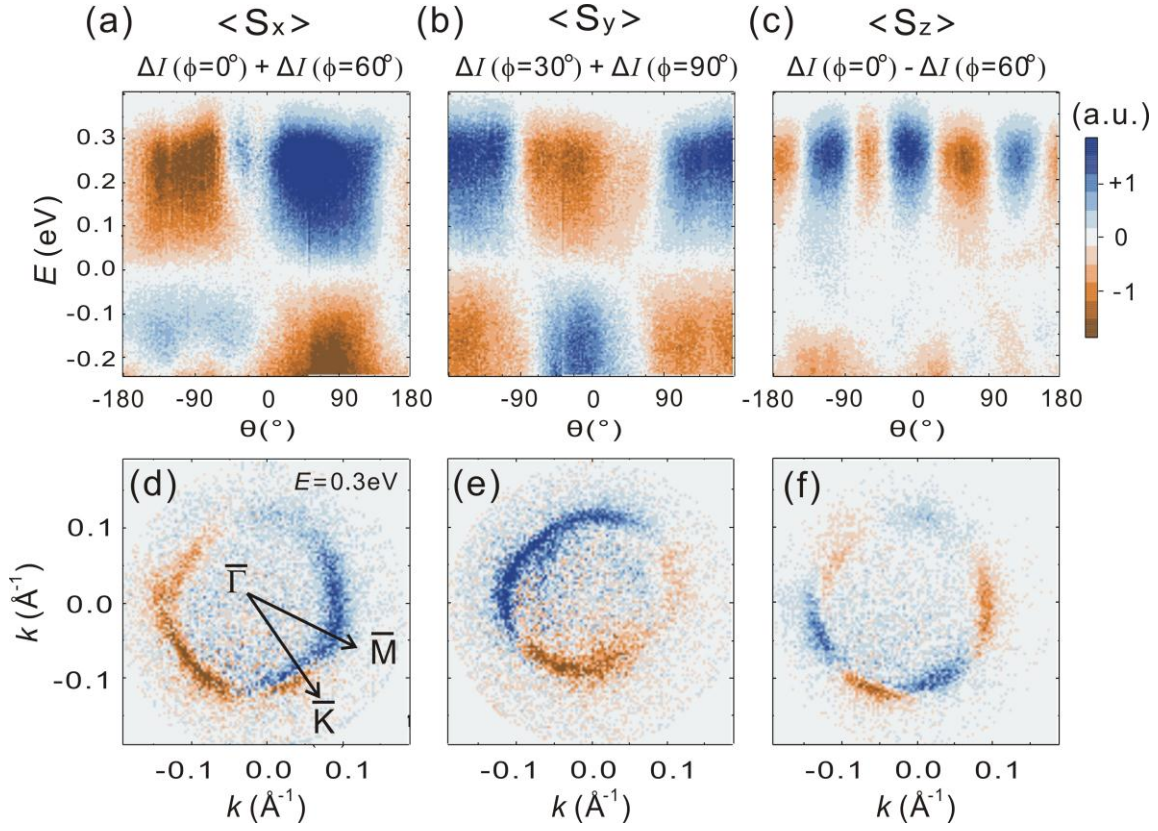 (a) <Sx> (b) <Sy> (c) <Sz>
ΔI (ϕ=0°) + ΔI (ϕ=60°) ΔI (ϕ=30°) + ΔI (ϕ=90°) ΔI (ϕ=0°) - ΔI (ϕ=60°)
(a.u.)
0.3
0.2 +1
0.1 0
0.0
-0.1 -1
-0.2
E (eV)
-180 -90 0 90 180 -90 0 90 180 -90 0 90 180
Θ(°) Θ(°) Θ(°)
(d) E=0.3eV (e) (f)
0.1
Γ̄
0.0
M̄
-0.1
K̄
k (Å⁻¹)
-0.1 0.0 0.1 -0.1 0.0 0.1 -0.1 0.0 0.1
k (Å⁻¹) k (Å⁻¹) k (Å⁻¹)